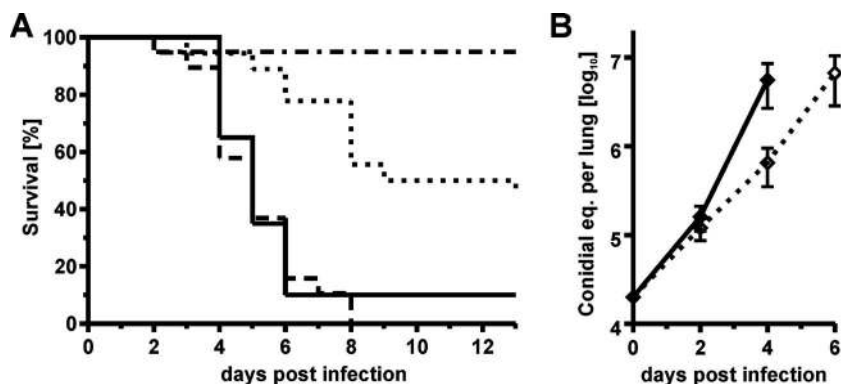 A
Survival [%]
100
80
60
40
20
0
0 2 4 6 8 10 12
days post infection
B
Conidial eq. per lung [log₁₀]
7
6
5
4
0 2 4 6
days post infection